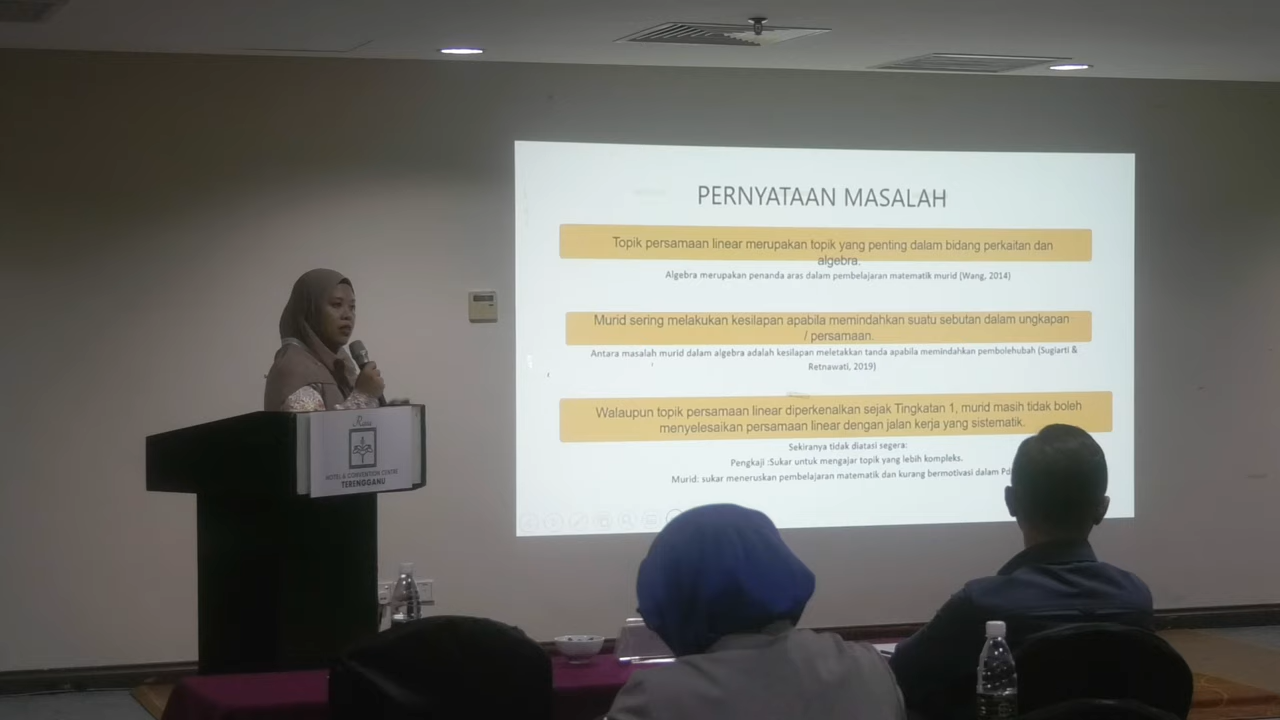 PERNYATAAN MASALAH
Topik persamaan linear merupakan topik yang penting dalam bidang perkaitan dan
algebra.
Algebra merupakan penanda aras dalam pembelajaran matematik murid (Wang, 2014)
Murid sering melakukan kesilapan apabila memindahkan suatu sebutan dalam ungkapan
/ persamaan.
Antara masalah murid dalam algebra adalah kesilapan meletakkan tanda apabila memindahkan pembolehubah (Sugiarti &
Retnawati, 2019)
Walaupun topik persamaan linear diperkenalkan sejak Tingkatan 1, murid masih tidak boleh
menyelesaikan persamaan linear dengan jalan kerja yang sistematik.
Sekiranya tidak diatasi segera:
Pengkaji :Sukar untuk mengajar topik yang lebih kompleks.
Murid: sukar meneruskan pembelajaran matematik dan kurang bermotivasi dalam
HOTEL & CONVENTION CENTRE
TERENGGANU